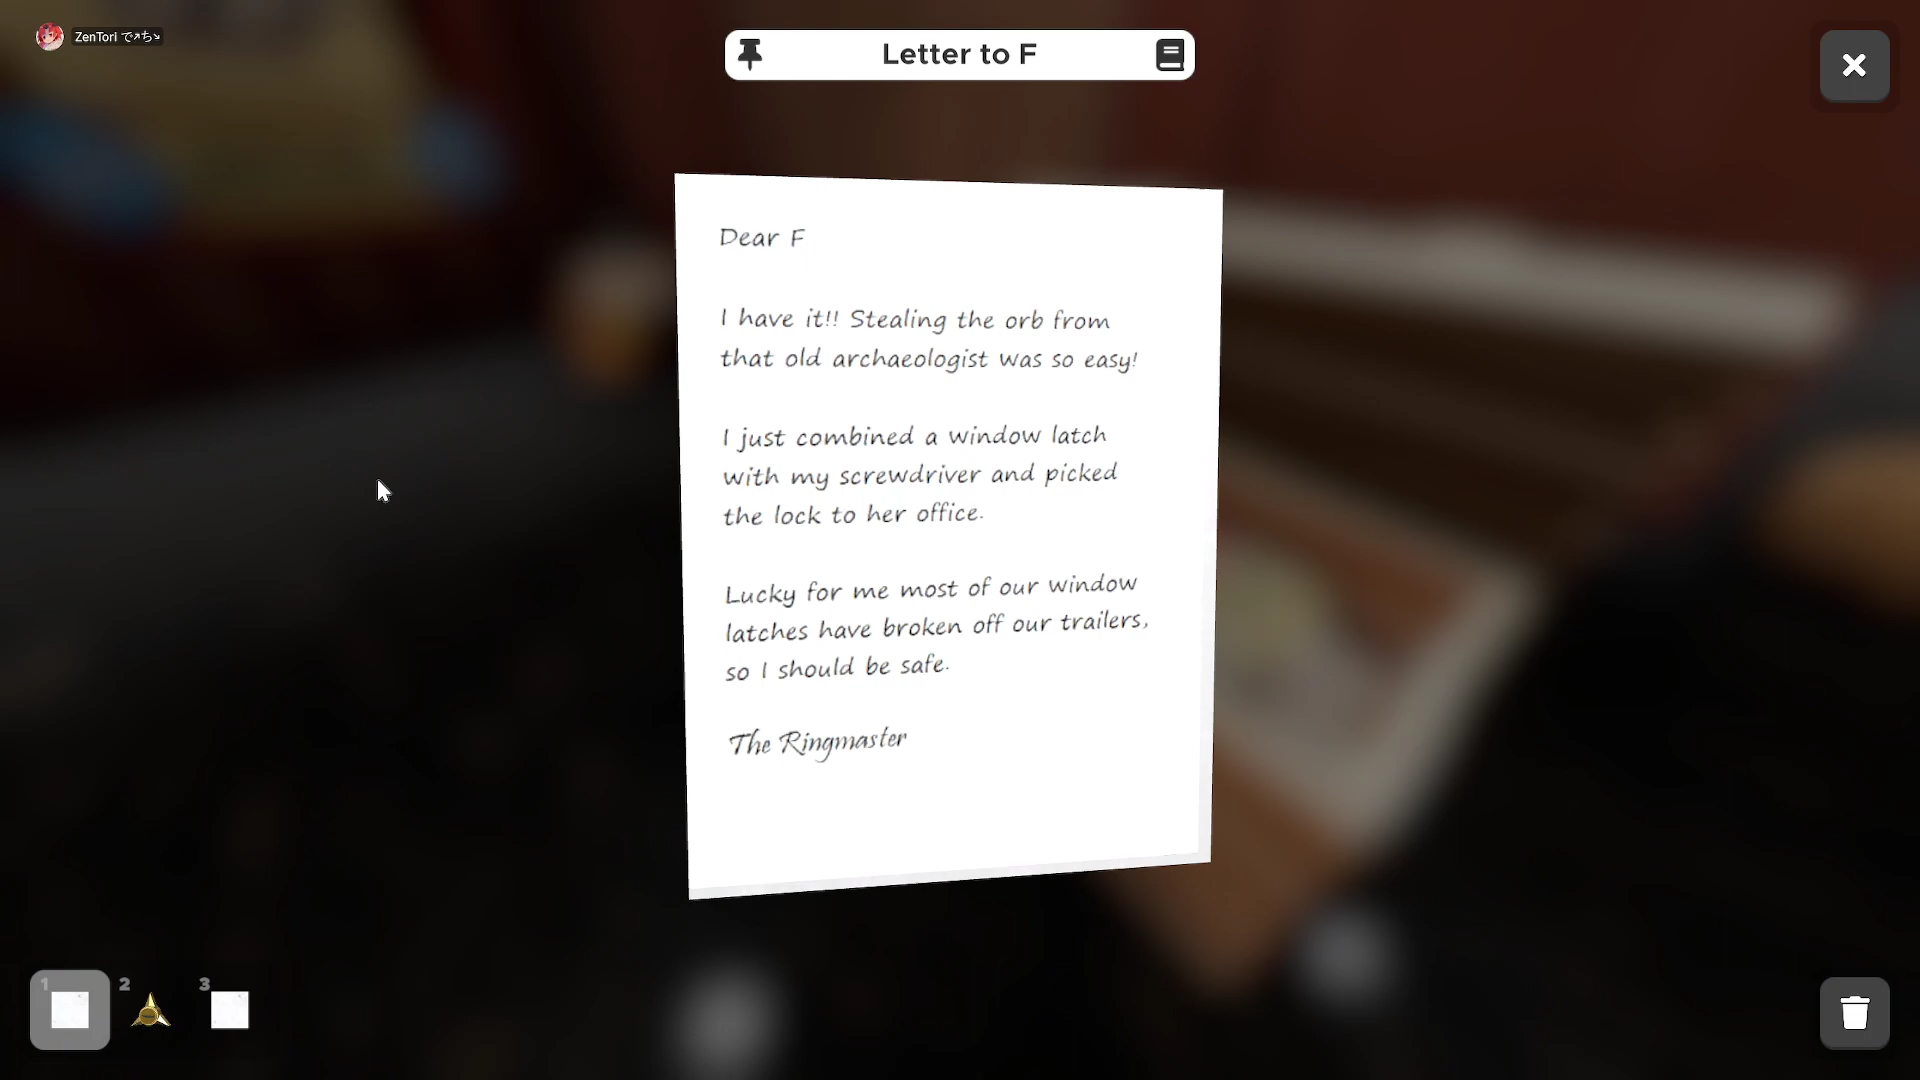 ZenTori でﾅち↘
Letter to F
Dear F
I have it!! Stealing the orb from
that old archaeologist was so easy!
I just combined a window latch
with my screwdriver and picked
the lock to her office.
Lucky for me most of our window
latches have broken off our trailers,
so I should be safe.
The Ringmaster
1 2 3